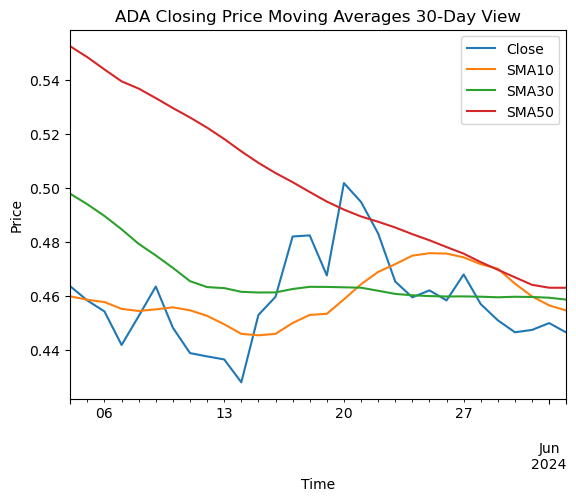 ADA Closing Price Moving Averages 30-Day View
Close
SMA10
SMA30
SMA50
0.54
0.52
0.50
0.48
0.46
0.44
Price
06
13
20
27
Jun
2024
Time